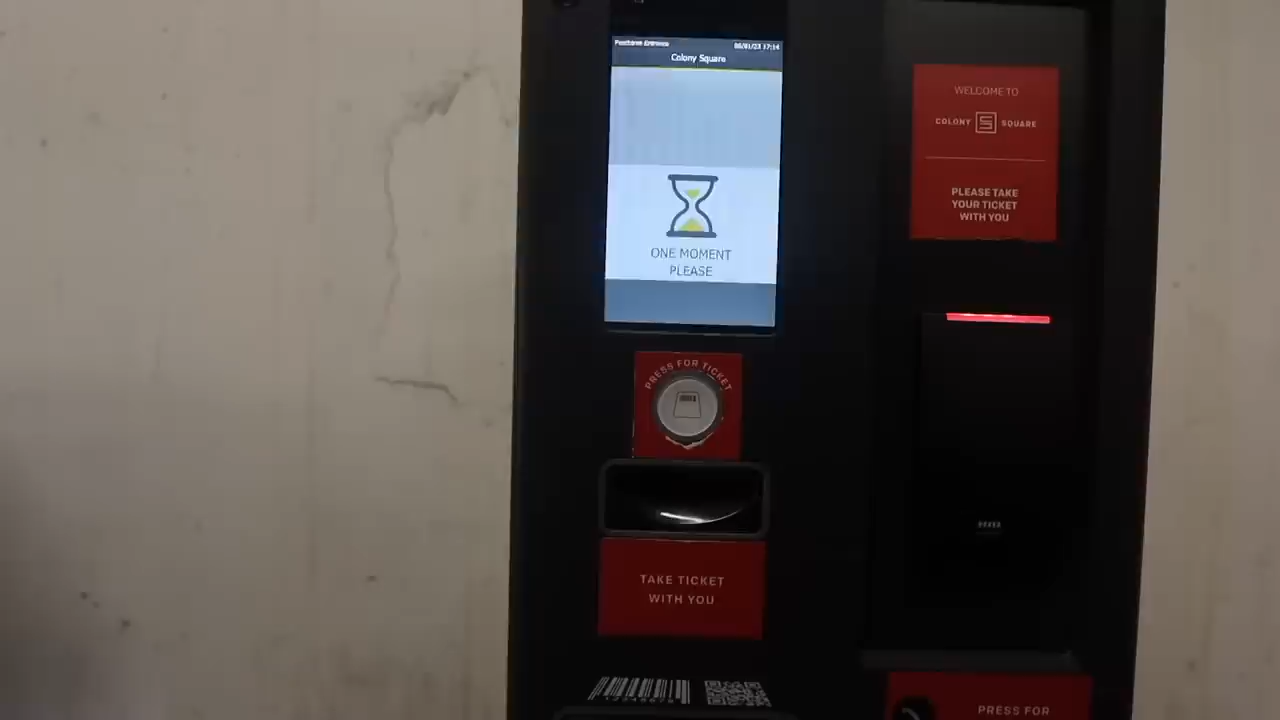 Colony Square
ONE MOMENT
PLEASE
PRESS FOR TICKET
TAKE TICKET
WITH YOU
WELCOME TO
COLONY SQUARE
PLEASE TAKE
YOUR TICKET
WITH YOU
PRESS FOR